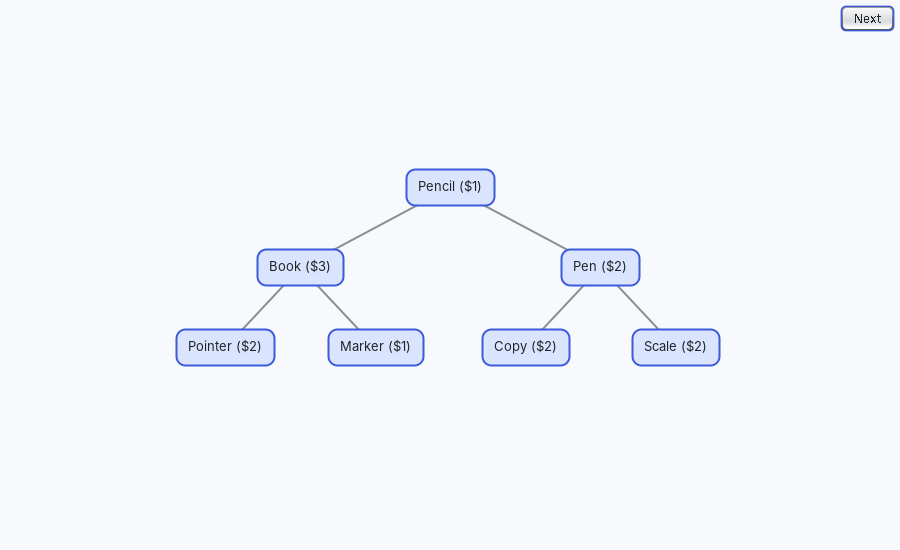 Next
Pencil ($1)
Book ($3)
Pen ($2)
Pointer ($2)
Marker ($1)
Copy ($2)
Scale ($2)